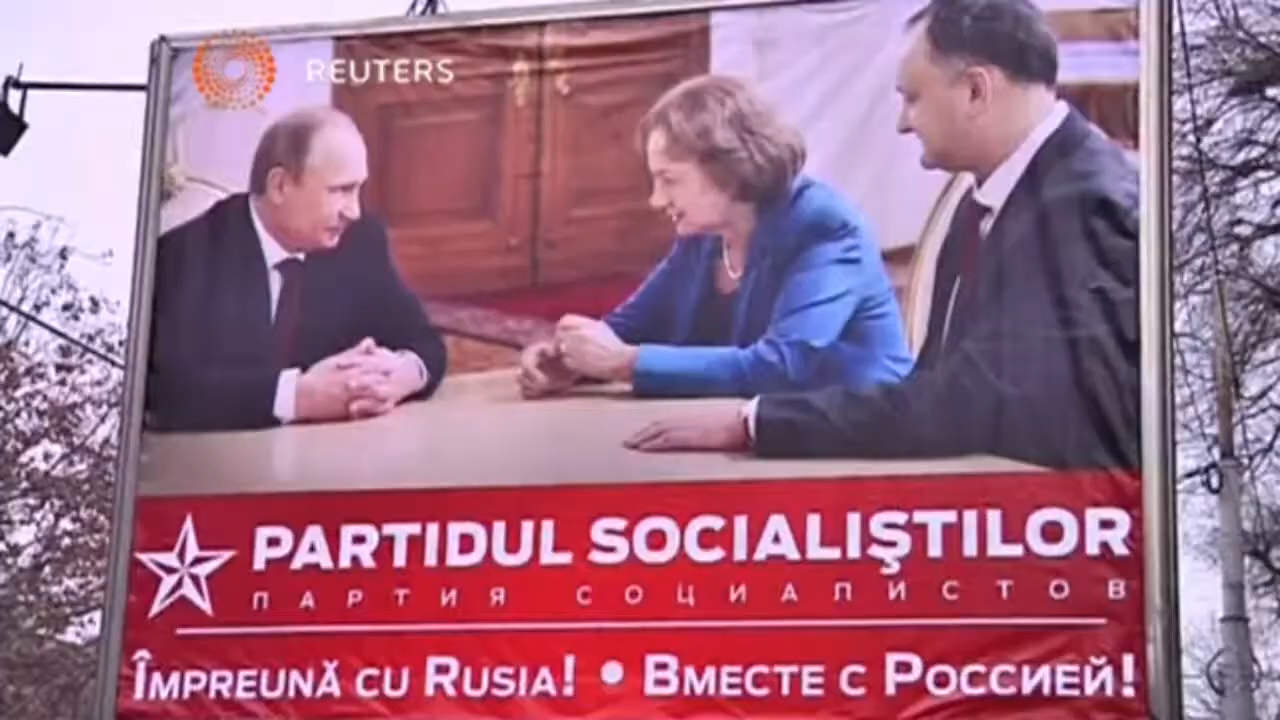 REUTERS
PARTIDUL SOCIALIŞTILOR
ПАРТИЯ СОЦИАЛИСТОВ
ÎMPREUNĂ CU RUSIA! • ВМЕСТЕ С РОССИЕЙ!